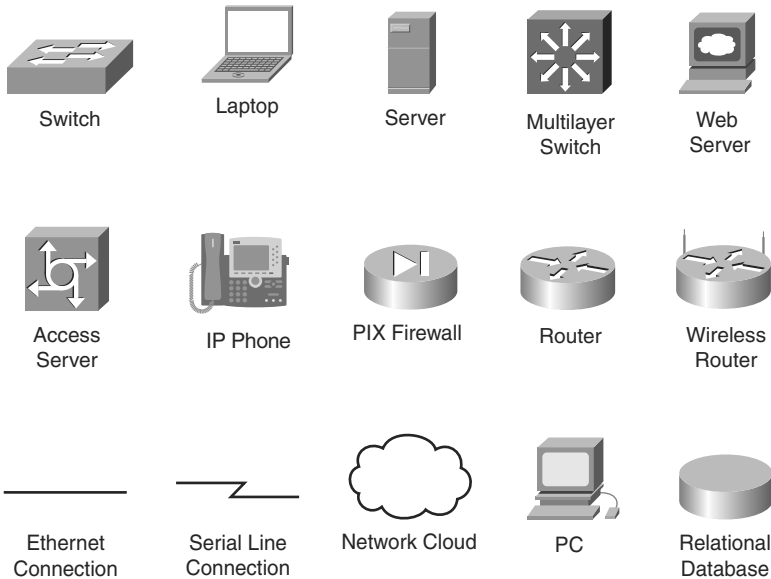 Switch
Laptop
Server
Multilayer
Switch
Web
Server
Access
Server
IP Phone
PIX Firewall
Router
Wireless
Router
Ethernet
Connection
Serial Line
Connection
Network Cloud
PC
Relational
Database